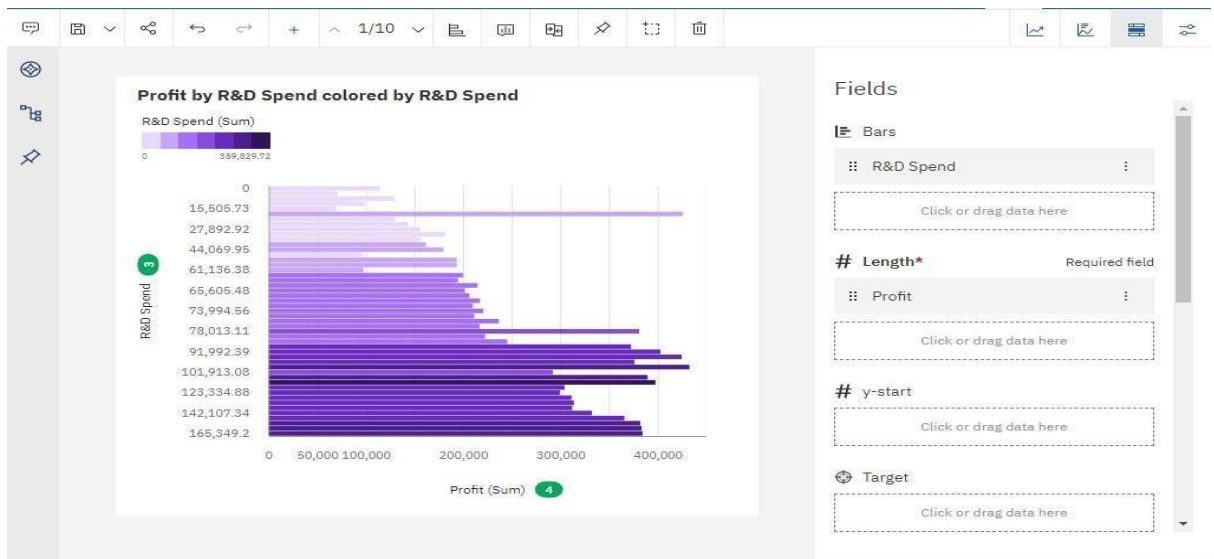 1/10
Profit by R&D Spend colored by R&D Spend
R&D Spend (Sum)
0 359,829.72
0
15,505.73
27,892.92
44,069.95
61,136.38
65,605.48
73,994.56
78,013.11
91,992.39
101,913.08
123,334.88
142,107.34
165,349.2
R&D Spend 3
0 50,000 100,000 200,000 300,000 400,000
Profit (Sum) 4
Fields
Bars
R&D Spend
Click or drag data here
# Length* Required field
Profit
Click or drag data here
# y-start
Click or drag data here
Target
Click or drag data here